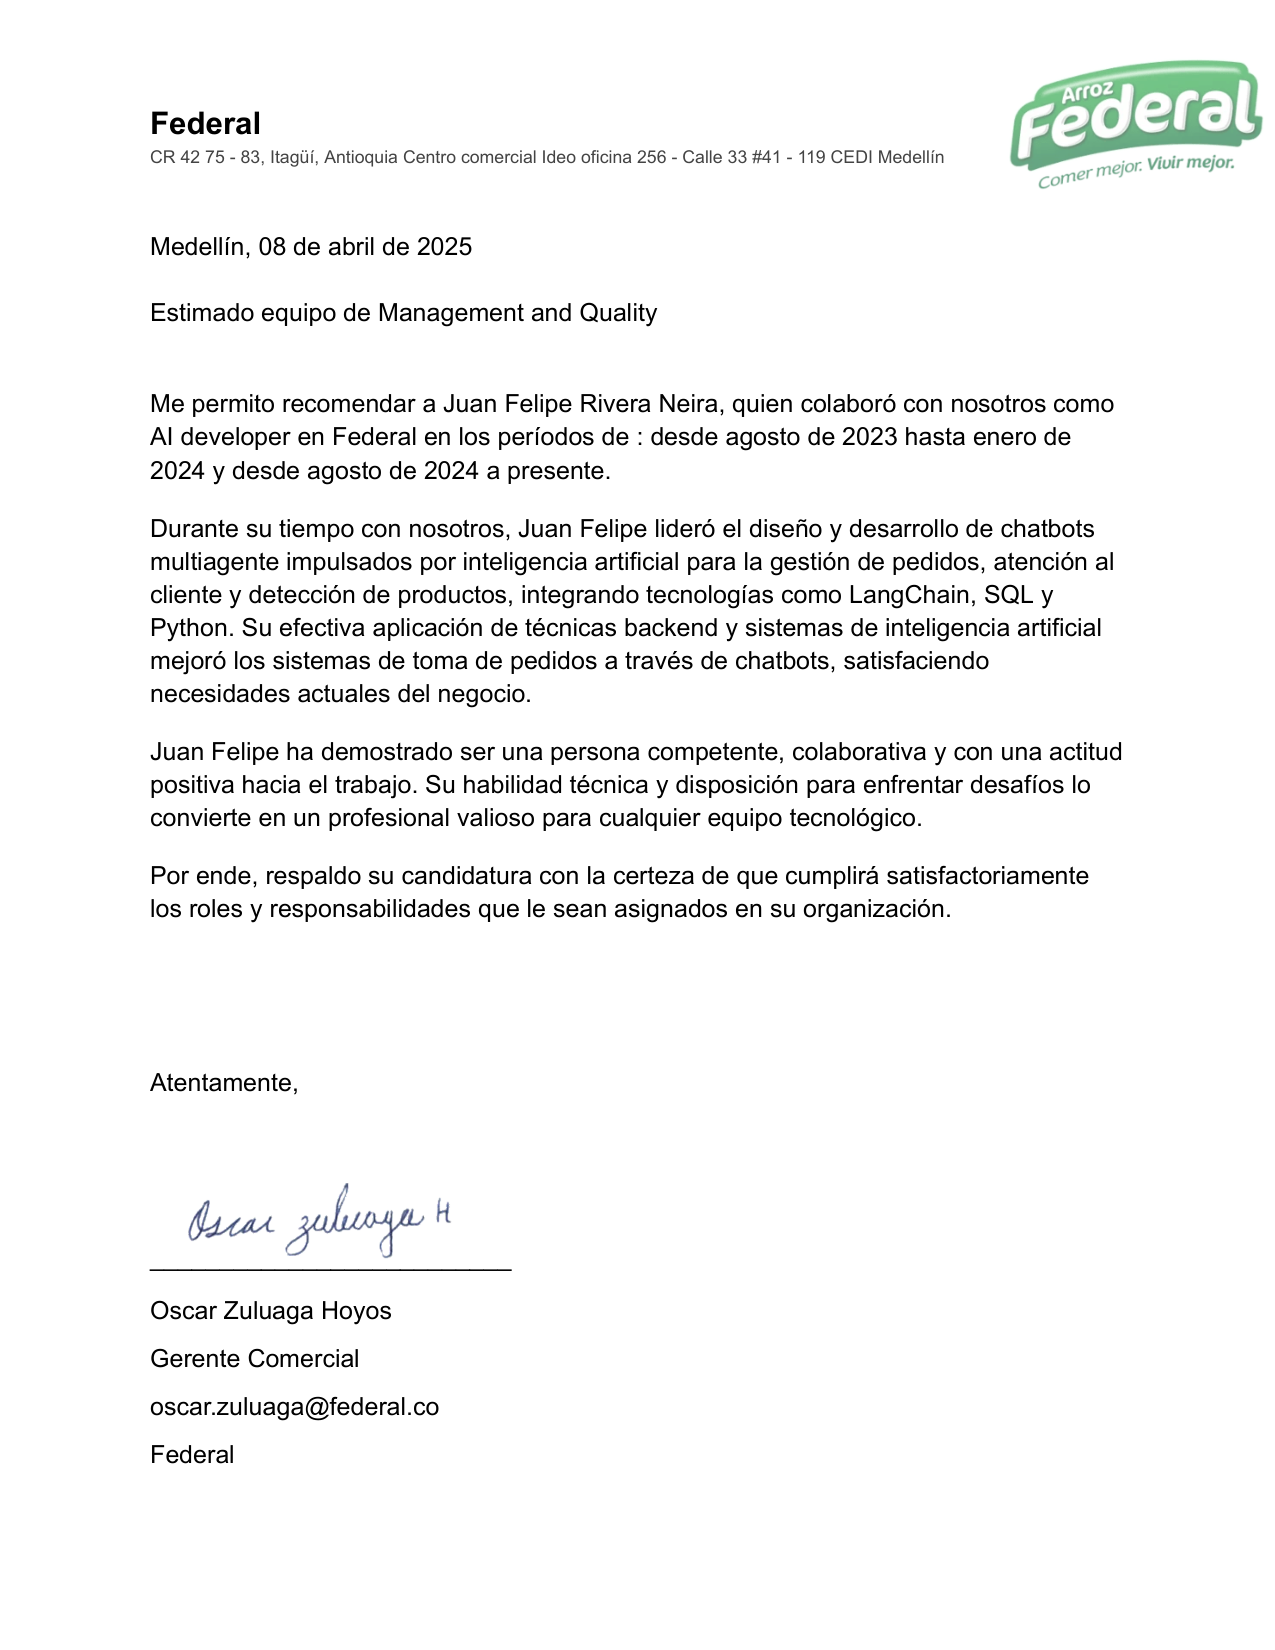 Arroz
Federal
Comer mejor. Vivir mejor.
Federal
CR 42 75 - 83, Itagüí, Antioquia Centro comercial Ideo oficina 256 - Calle 33 #41 - 119 CEDI Medellín
Medellín, 08 de abril de 2025
Estimado equipo de Management and Quality
Me permito recomendar a Juan Felipe Rivera Neira, quien colaboró con nosotros como
AI developer en Federal en los períodos de : desde agosto de 2023 hasta enero de
2024 y desde agosto de 2024 a presente.
Durante su tiempo con nosotros, Juan Felipe lideró el diseño y desarrollo de chatbots
multiagente impulsados por inteligencia artificial para la gestión de pedidos, atención al
cliente y detección de productos, integrando tecnologías como LangChain, SQL y
Python. Su efectiva aplicación de técnicas backend y sistemas de inteligencia artificial
mejoró los sistemas de toma de pedidos a través de chatbots, satisfaciendo
necesidades actuales del negocio.
Juan Felipe ha demostrado ser una persona competente, colaborativa y con una actitud
positiva hacia el trabajo. Su habilidad técnica y disposición para enfrentar desafíos lo
convierte en un profesional valioso para cualquier equipo tecnológico.
Por ende, respaldo su candidatura con la certeza de que cumplirá satisfactoriamente
los roles y responsabilidades que le sean asignados en su organización.
Atentamente,
Oscar zuluaga H
Oscar Zuluaga Hoyos
Gerente Comercial
oscar.zuluaga@federal.co
Federal